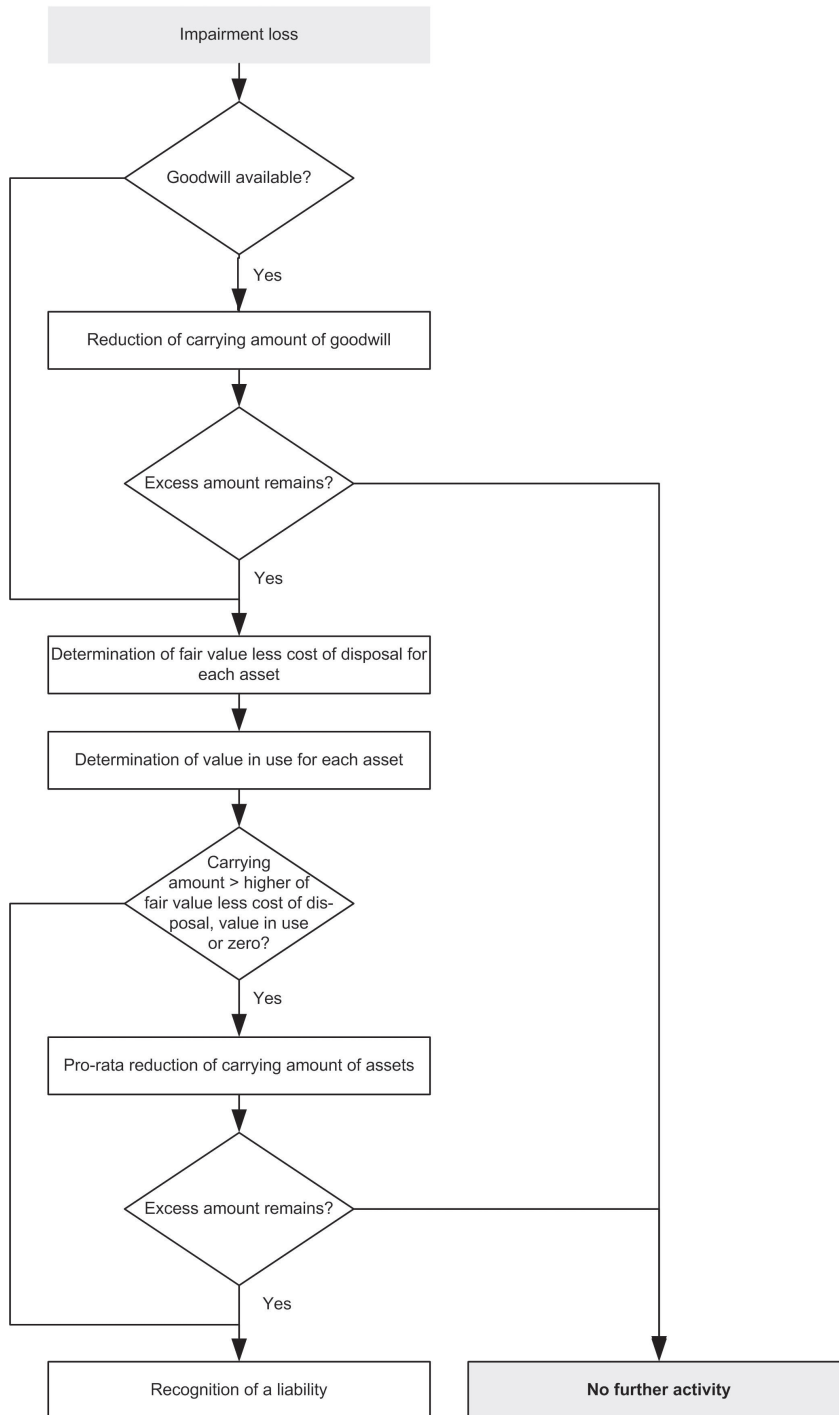 Impairment loss
Goodwill available?
Yes
Reduction of carrying amount of goodwill
Excess amount remains?
Yes
Determination of fair value less cost of disposal for
each asset
Determination of value in use for each asset
Carrying
amount > higher of
fair value less cost of dis-
posal, value in use
or zero?
Yes
Pro-rata reduction of carrying amount of assets
Excess amount remains?
Yes
Recognition of a liability
No further activity